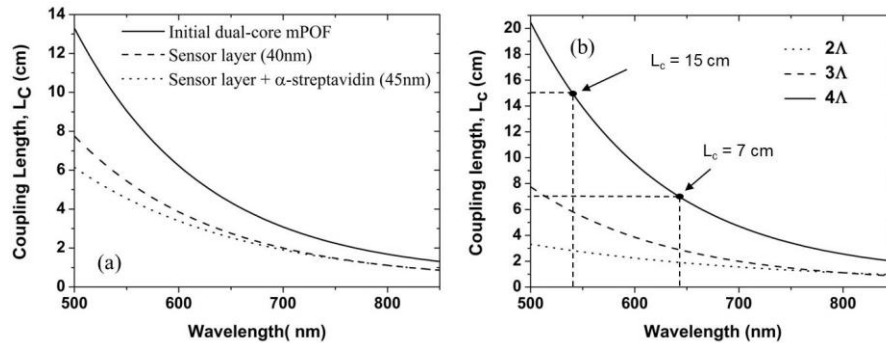 Coupling Length, LC (cm)
14
12
10
8
6
4
2
0
500
600
700
800
Wavelength( nm)
Initial dual-core mPOF
Sensor layer (40nm)
Sensor layer + α-streptavidin (45nm)
(a)
Coupling length, LC (cm)
20
18
16
14
12
10
8
6
4
2
0
500
600
700
800
Wavelength (nm)
(b)
Lc = 15 cm
Lc = 7 cm
2Λ
3Λ
4Λ